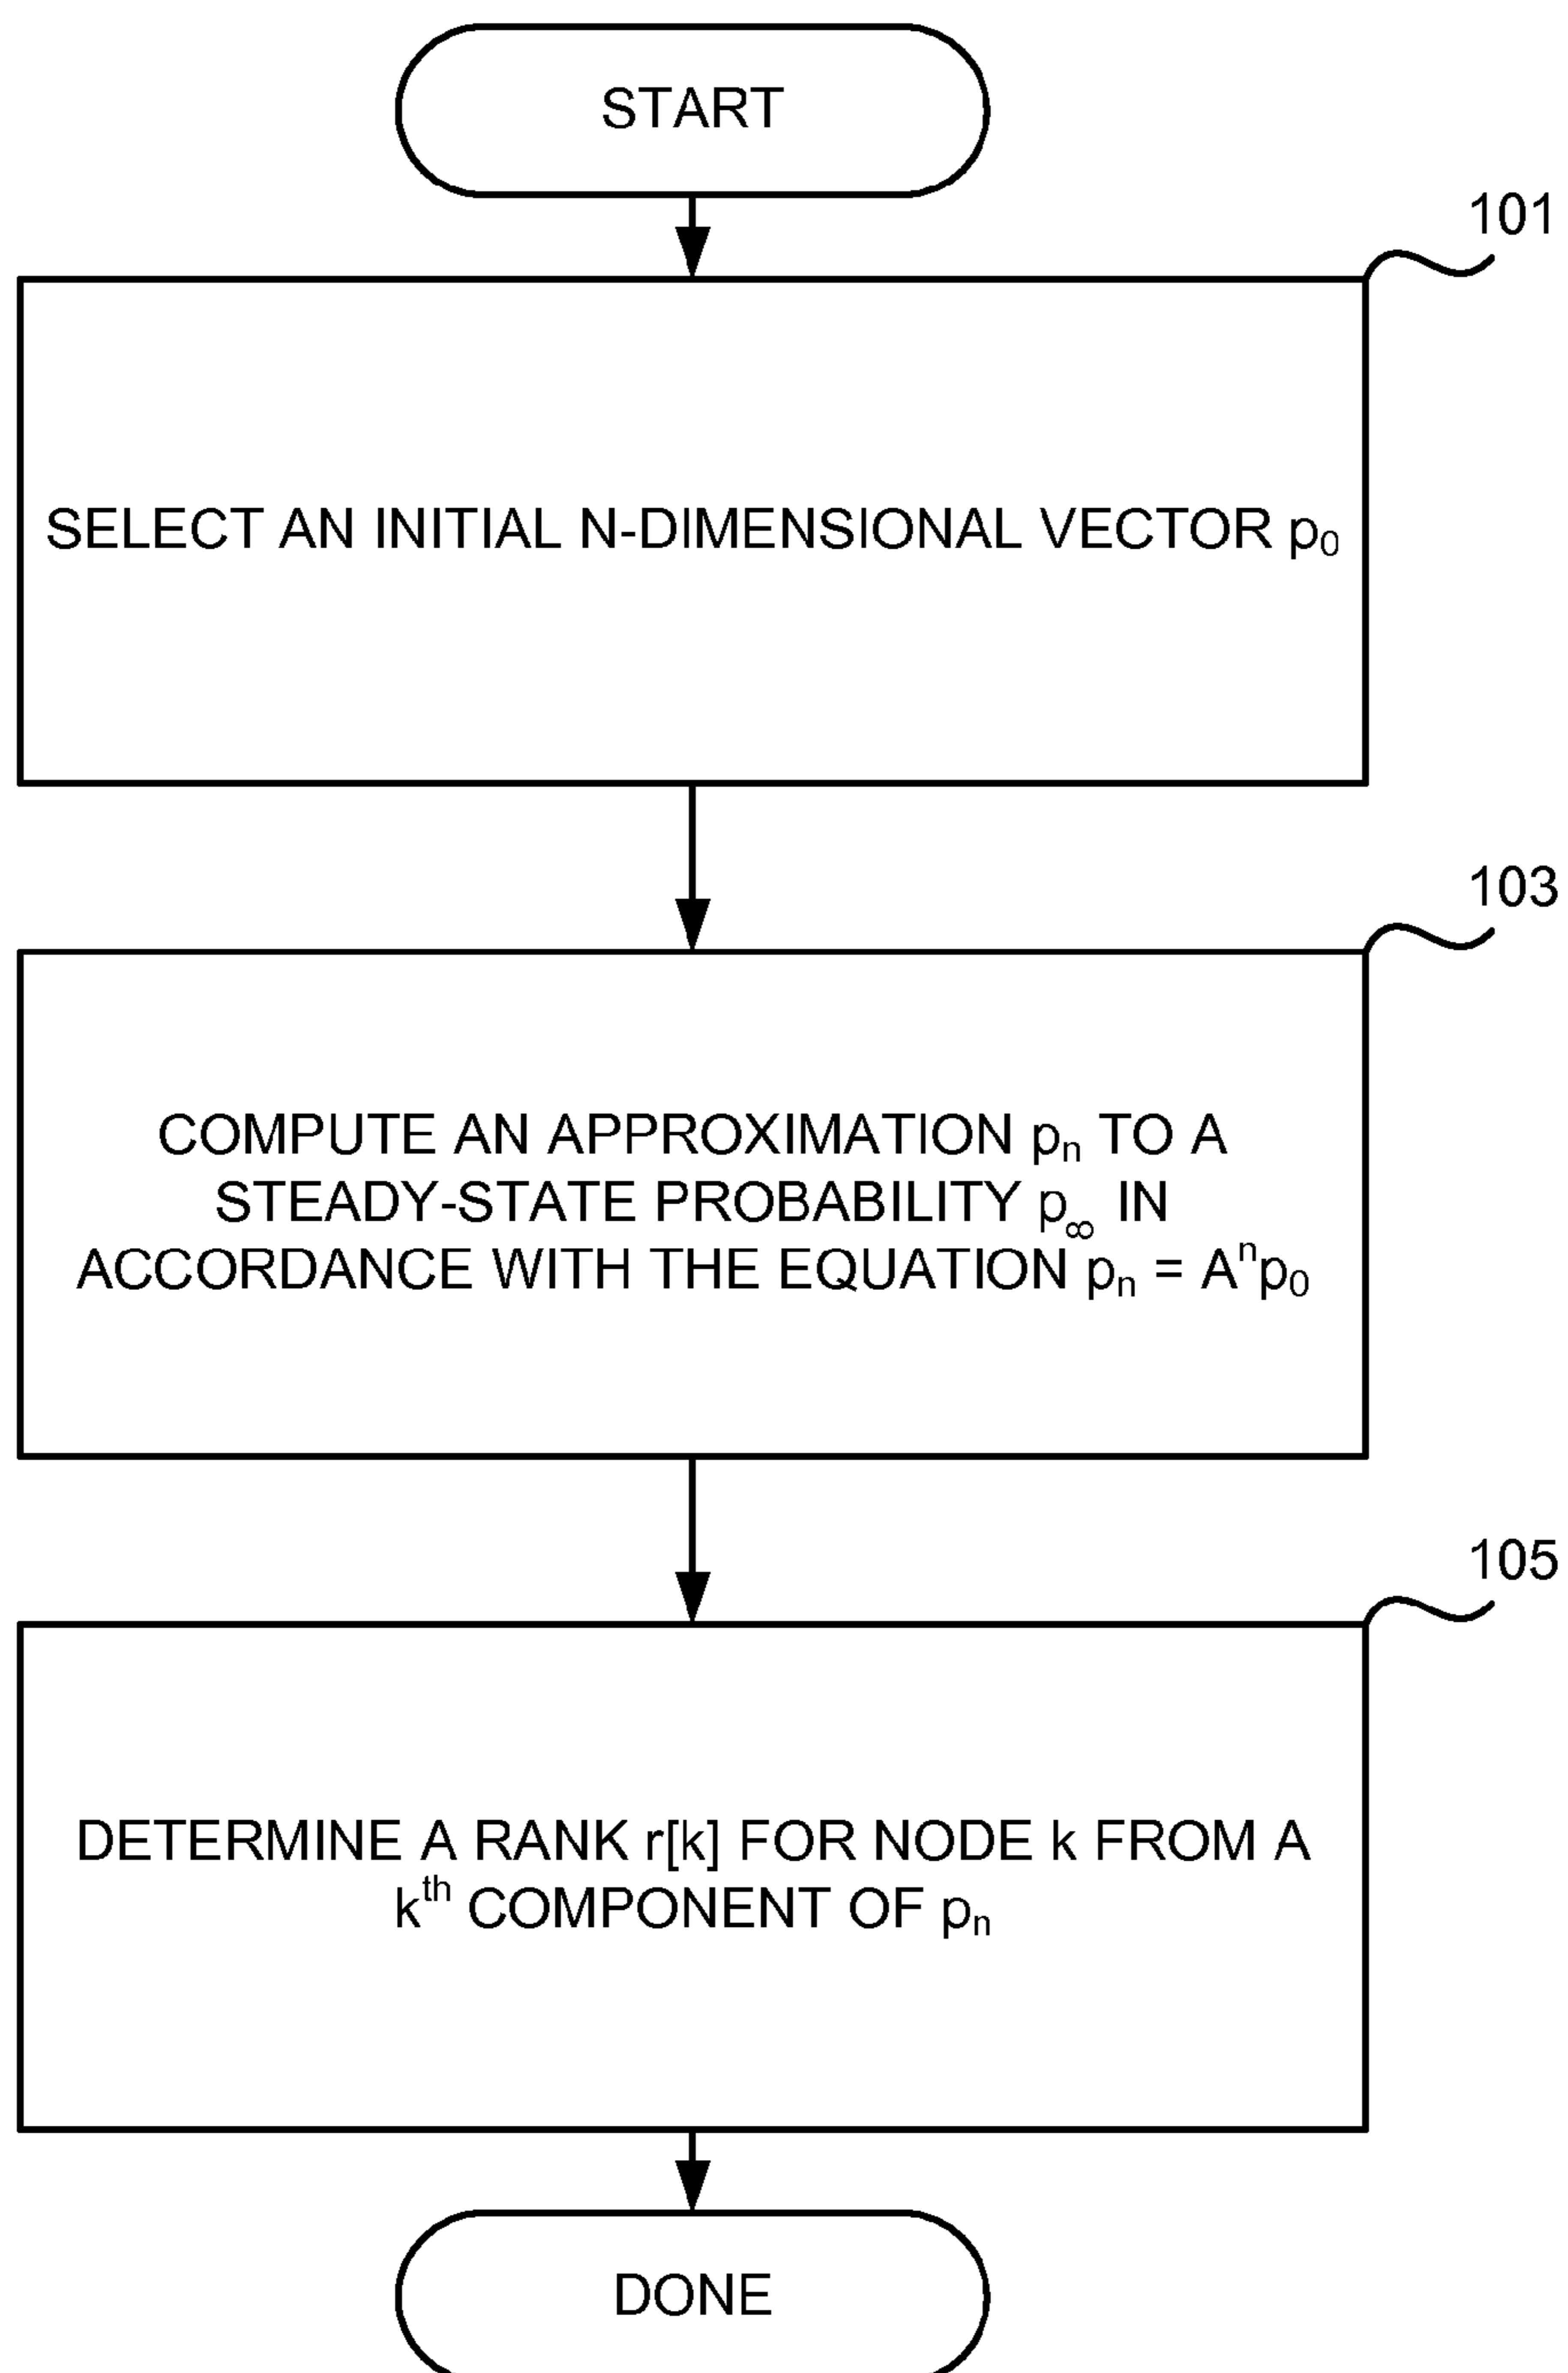 START
101
SELECT AN INITIAL N-DIMENSIONAL VECTOR p₀
103
COMPUTE AN APPROXIMATION pₙ TO A
STEADY-STATE PROBABILITY p∞ IN
ACCORDANCE WITH THE EQUATION pₙ = Aⁿp₀
105
DETERMINE A RANK r[k] FOR NODE k FROM A
kᵗʰ COMPONENT OF pₙ
DONE